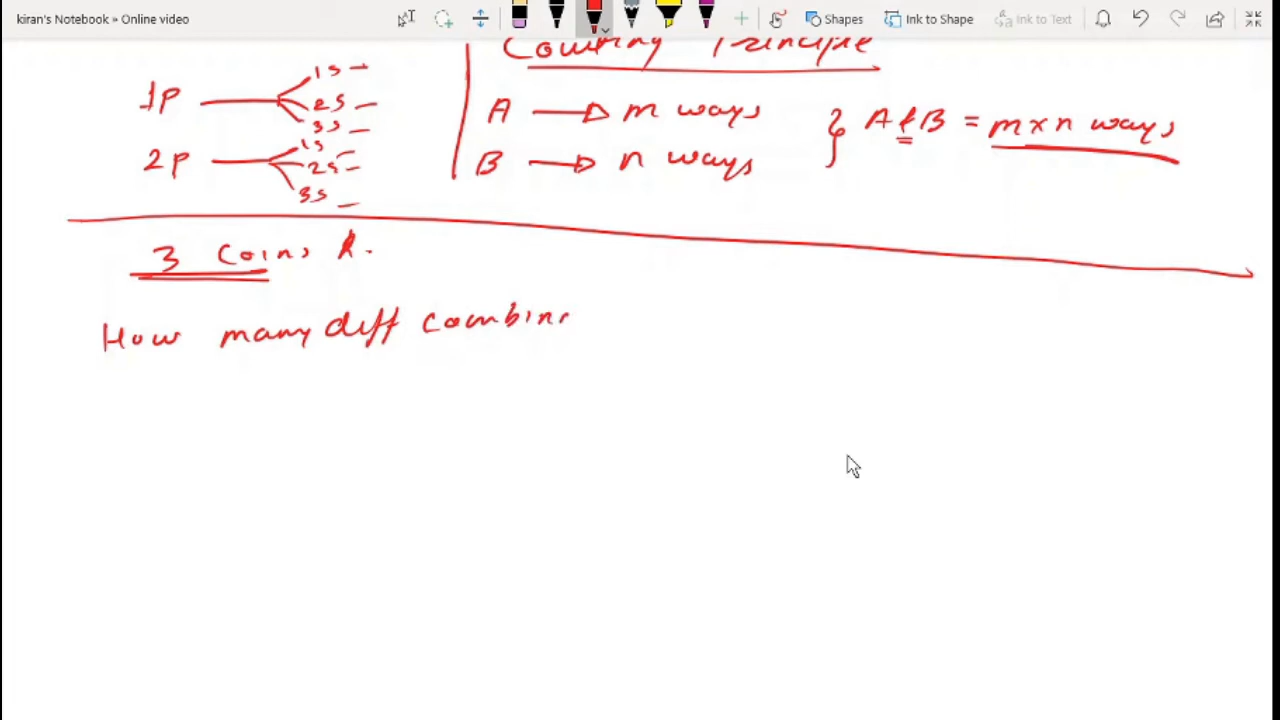 kiran's Notebook » Online video
Shapes
Ink to Shape
Ink to Text
Counting Principle
1P
1S
2S
3S
2P
1S
2S
3S
A → m ways
B → n ways
} A & B = m x n ways
3 Coins
How many diff combin